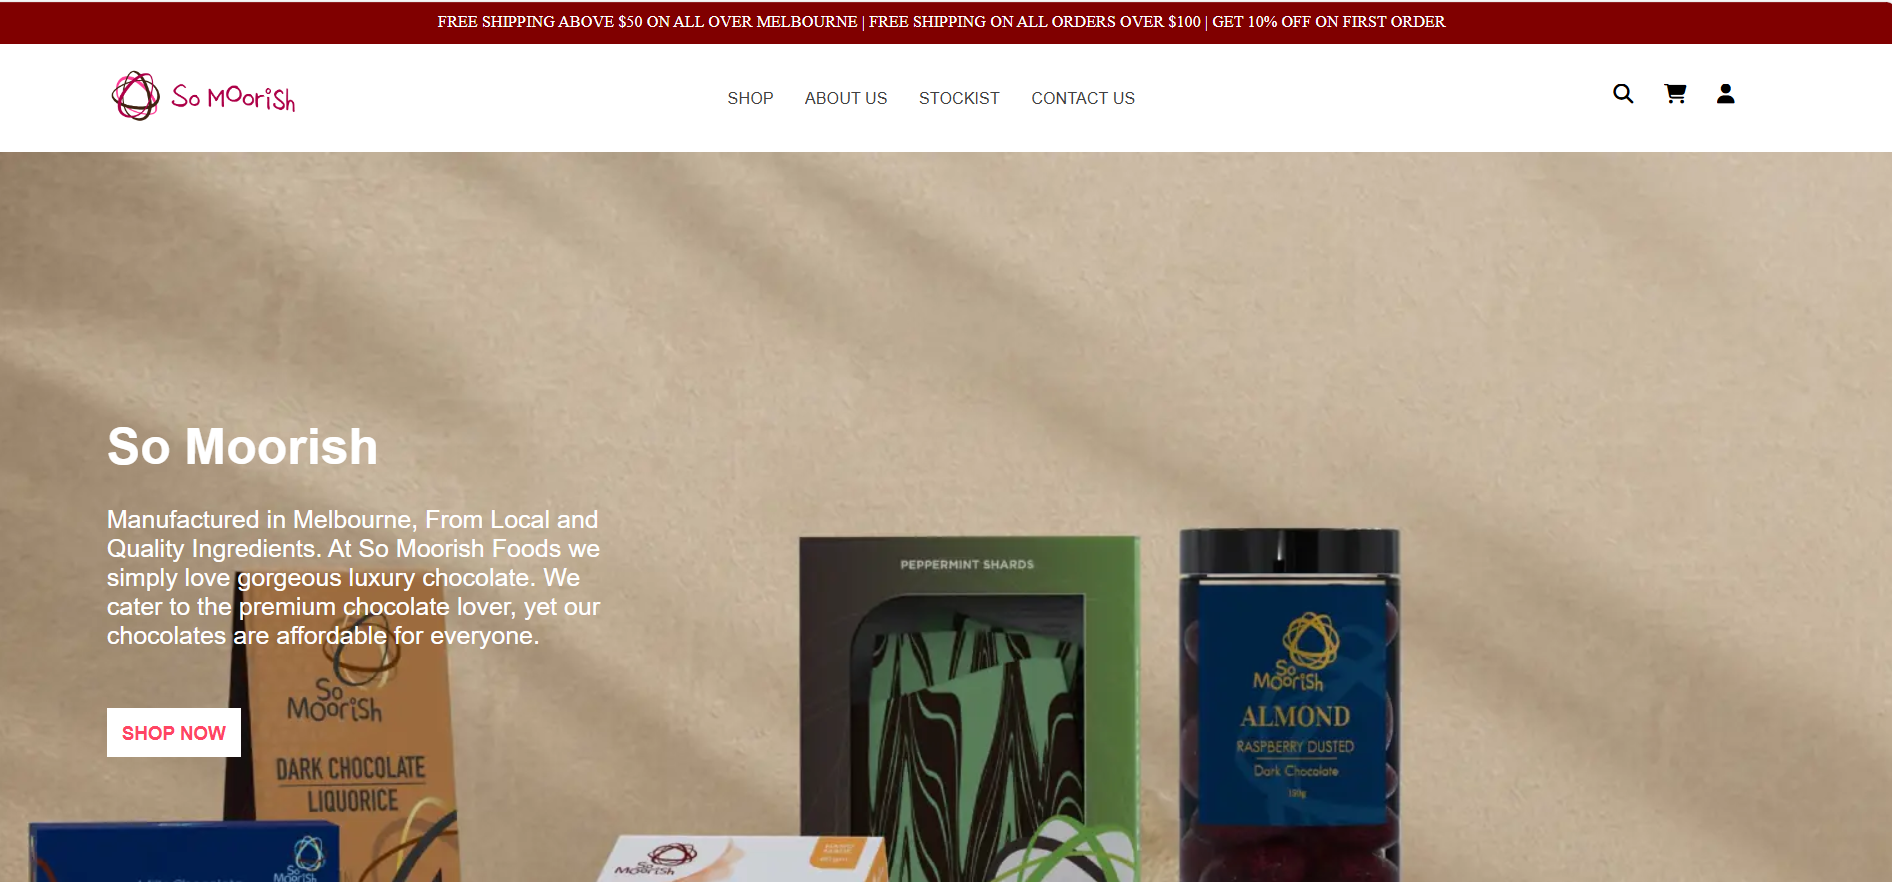 FREE SHIPPING ABOVE $50 ON ALL OVER MELBOURNE | FREE SHIPPING ON ALL ORDERS OVER $100 | GET 10% OFF ON FIRST ORDER
So MOoriSh
SHOP ABOUT US STOCKIST CONTACT US
So Moorish
Manufactured in Melbourne, From Local and
Quality Ingredients. At So Moorish Foods we
simply love gorgeous luxury chocolate. We
cater to the premium chocolate lover, yet our
chocolates are affordable for everyone.
SHOP NOW
So
MOoriSh
DARK CHOCOLATE
LIQUORICE
PEPPERMINT SHARDS
So
MOoriSh
ALMOND
RASPBERRY DUSTED
Dark Chocolate
So
MOoriSh
So
MOoriSh